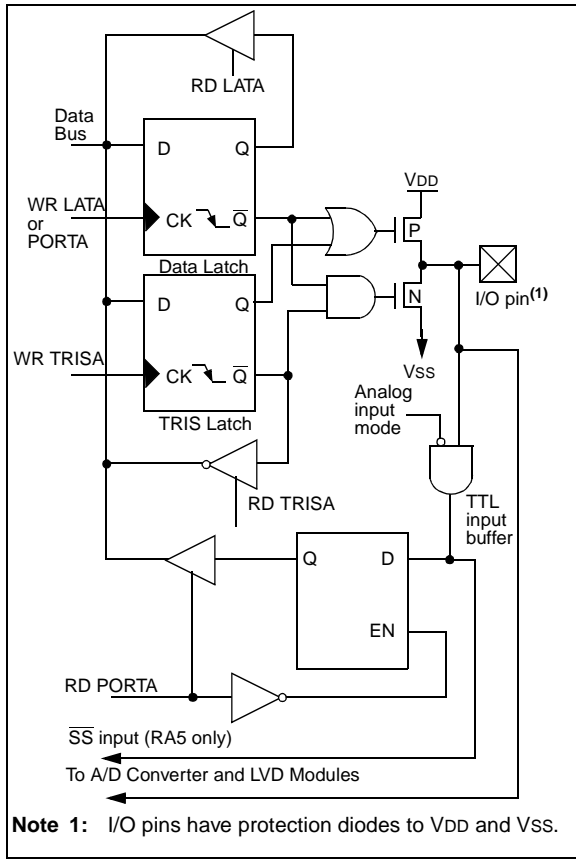 RD LATA
Data
Bus
D Q
VDD
WR LATA
or
PORTA
CK Q̅
P
Data Latch
I/O pin(1)
N
D Q
WR TRISA
CK Q̅
VSS
TRIS Latch
Analog
input
mode
TTL
input
buffer
RD TRISA
Q D
EN
RD PORTA
S̅S̅ input (RA5 only)
To A/D Converter and LVD Modules
Note 1: I/O pins have protection diodes to VDD and VSS.